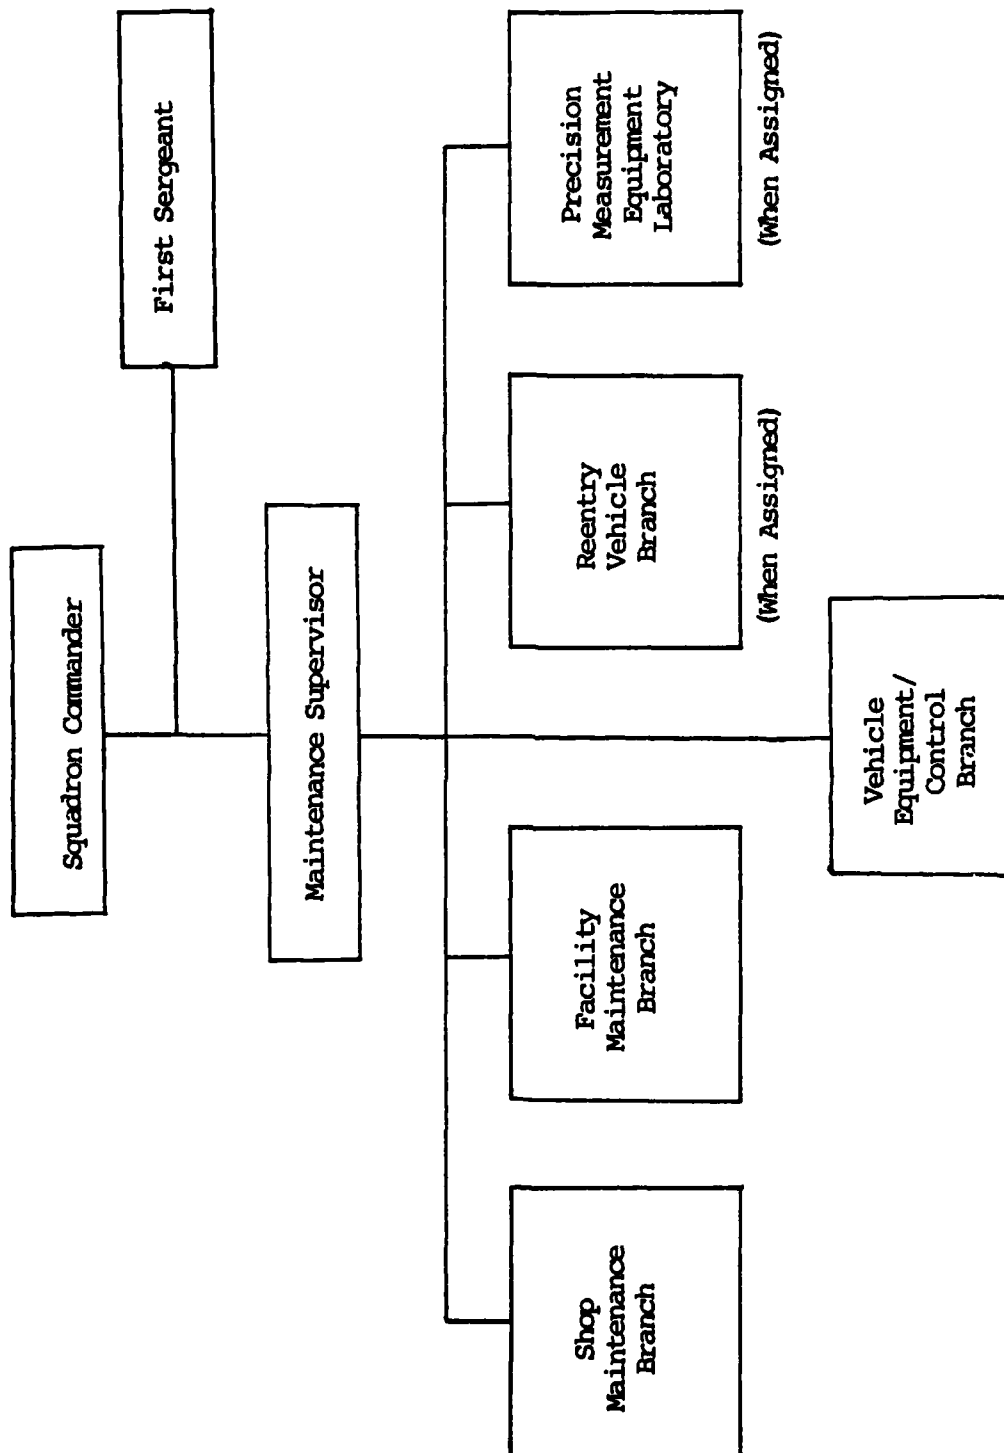 Squadron Commander
First Sergeant
Maintenance Supervisor
Shop
Maintenance
Branch
Facility
Maintenance
Branch
Reentry
Vehicle
Branch
(When Assigned)
Precision
Measurement
Equipment
Laboratory
(When Assigned)
Vehicle
Equipment/
Control
Branch